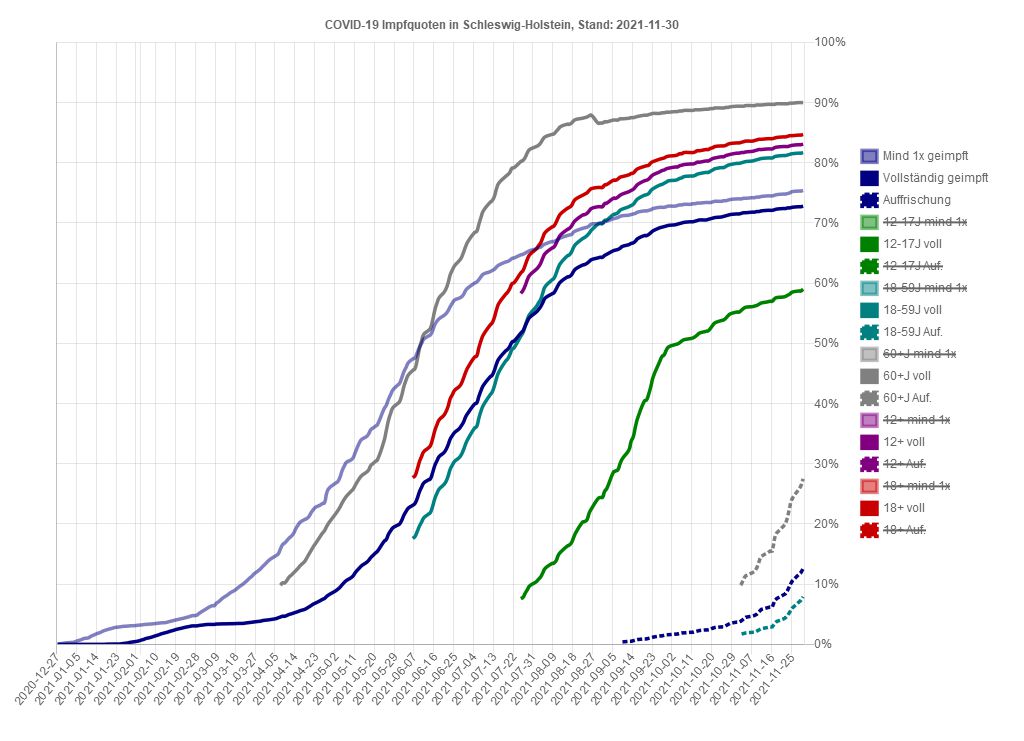 COVID-19 Impfquoten in Schleswig-Holstein, Stand: 2021-11-30
100%
90%
80%
70%
60%
50%
40%
30%
20%
10%
0%
Mind 1x geimpft
Vollständig geimpft
Auffrischung
12-17J mind 1x
12-17J voll
12-17J Auf.
18-59J mind 1x
18-59J voll
18-59J Auf.
60+J mind 1x
60+J voll
60+J Auf.
12+ mind 1x
12+ voll
12+ Auf.
18+ mind 1x
18+ voll
18+ Auf.
2020-12-27
2021-01-05
2021-01-14
2021-01-23
2021-02-01
2021-02-10
2021-02-19
2021-02-28
2021-03-09
2021-03-18
2021-03-27
2021-04-05
2021-04-14
2021-04-23
2021-05-02
2021-05-11
2021-05-20
2021-05-29
2021-06-07
2021-06-16
2021-06-25
2021-07-04
2021-07-13
2021-07-22
2021-07-31
2021-08-09
2021-08-18
2021-08-27
2021-09-05
2021-09-14
2021-09-23
2021-10-02
2021-10-11
2021-10-20
2021-10-29
2021-11-07
2021-11-16
2021-11-25